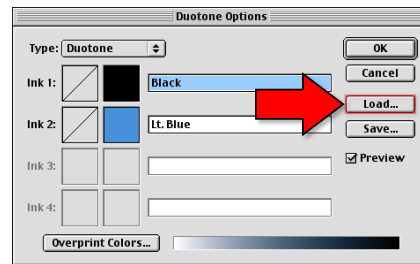 Duotone Options
Type: Duotone
OK
Cancel
Ink 1:
Black
Load...
Ink 2:
Lt. Blue
Save...
Preview
Ink 3:
Ink 4:
Overprint Colors...